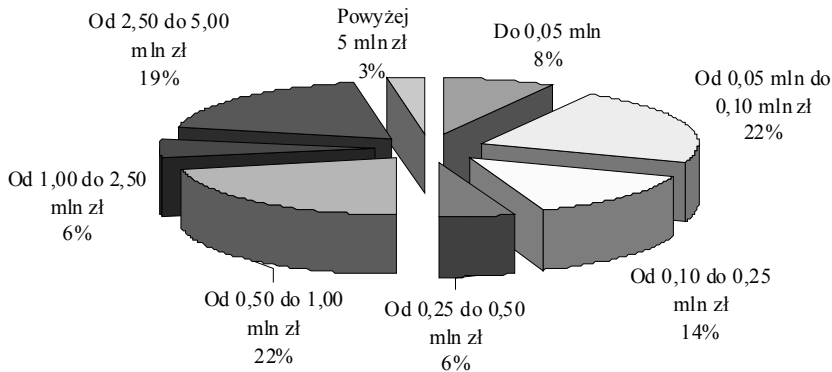 Od 2,50 do 5,00
mln zł
19%
Powyżej
5 mln zł
3%
Do 0,05 mln
8%
Od 0,05 mln do
0,10 mln zł
22%
Od 1,00 do 2,50
mln zł
6%
Od 0,50 do 1,00
mln zł
22%
Od 0,25 do 0,50
mln zł
6%
Od 0,10 do 0,25
mln zł
14%